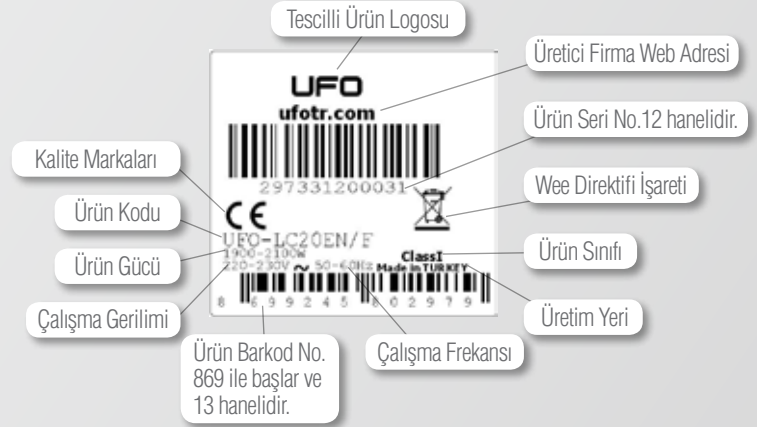 Tescilli Ürün Logosu
UFO
Üretici Firma Web Adresi
ufotr.com
Ürün Seri No.12 hanelidir.
Kalite Markaları
297331200031
Wee Direktifi İşareti
CE
Ürün Kodu
UFO-LC20EN/F
Ürün Gücü
1900-2100W
ClassI
Ürün Sınıfı
220-230V ~ 50-60Hz
Made in TURKEY
Çalışma Gerilimi
Üretim Yeri
8 699245 802979
Ürün Barkod No.
869 ile başlar ve
13 hanelidir.
Çalışma Frekansı